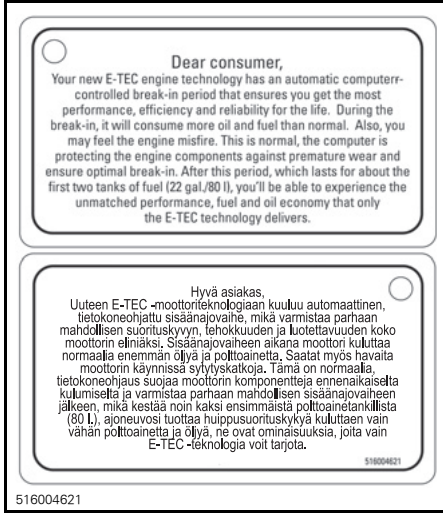 Dear consumer,
Your new E-TEC engine technology has an automatic computerr-
controlled break-in period that ensures you get the most
performance, efficiency and reliability for the life. During the
break-in, it will consume more oil and fuel than normal. Also, you
may feel the engine misfire. This is normal, the computer is
protecting the engine components against premature wear and
ensure optimal break-in. After this period, which lasts for about the
first two tanks of fuel (22 gal./80 l), you'll be able to experience the
unmatched performance, fuel and oil economy that only
the E-TEC technology delivers.
Hyvä asiakas,
Uuteen E-TEC -moottoriteknologiaan kuuluu automaattinen,
tietokoneohjattu sisäänajovaihe, mikä varmistaa parhaan
mahdollisen suorituskyvyn, tehokkuuden ja luotettavuuden koko
moottorin eliniäksi. Sisäänajovaiheen aikana moottori kuluttaa
normaalia enemmän öljyä ja polttoainetta. Saatat myös havaita
moottorin käynnissä sytytyskatkoja. Tämä on normaalia,
tietokoneohjaus suojaa moottorin komponentteja ennenaikaiselta
kulumiselta ja varmistaa parhaan mahdollisen sisäänajovaiheen
jälkeen, mikä kestää noin kaksi ensimmäistä polttoainetankillista
(80 l.), ajoneuvosi tuottaa huippusuorituskykyä kuluttaen vain
vähän polttoainetta ja öljyä, ne ovat ominaisuuksia, joita vain
E-TEC -teknologia voit tarjota.
516004621
516004621